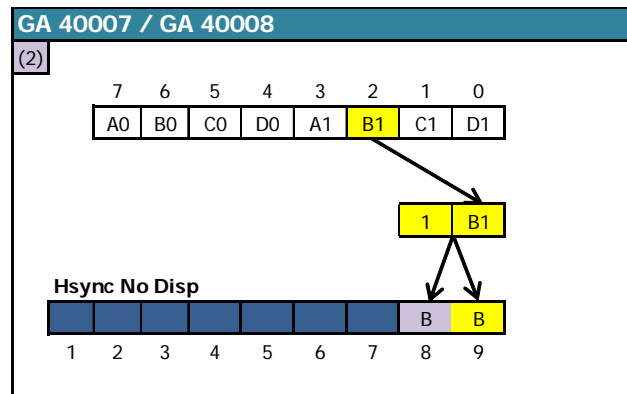 GA 40007 / GA 40008
(2)
7 6 5 4 3 2 1 0
A0 B0 C0 D0 A1 B1 C1 D1
1 B1
Hsync No Disp
B B
1 2 3 4 5 6 7 8 9